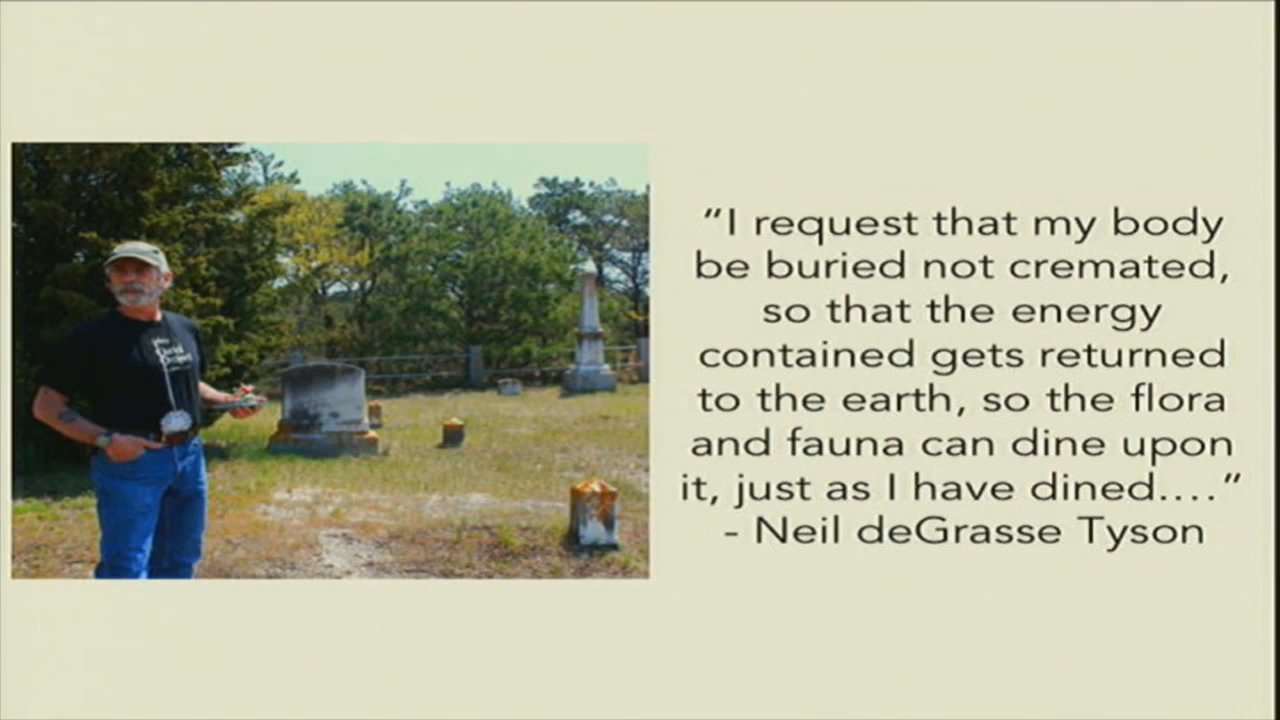 “I request that my body
be buried not cremated,
so that the energy
contained gets returned
to the earth, so the flora
and fauna can dine upon
it, just as I have dined....”
- Neil deGrasse Tyson